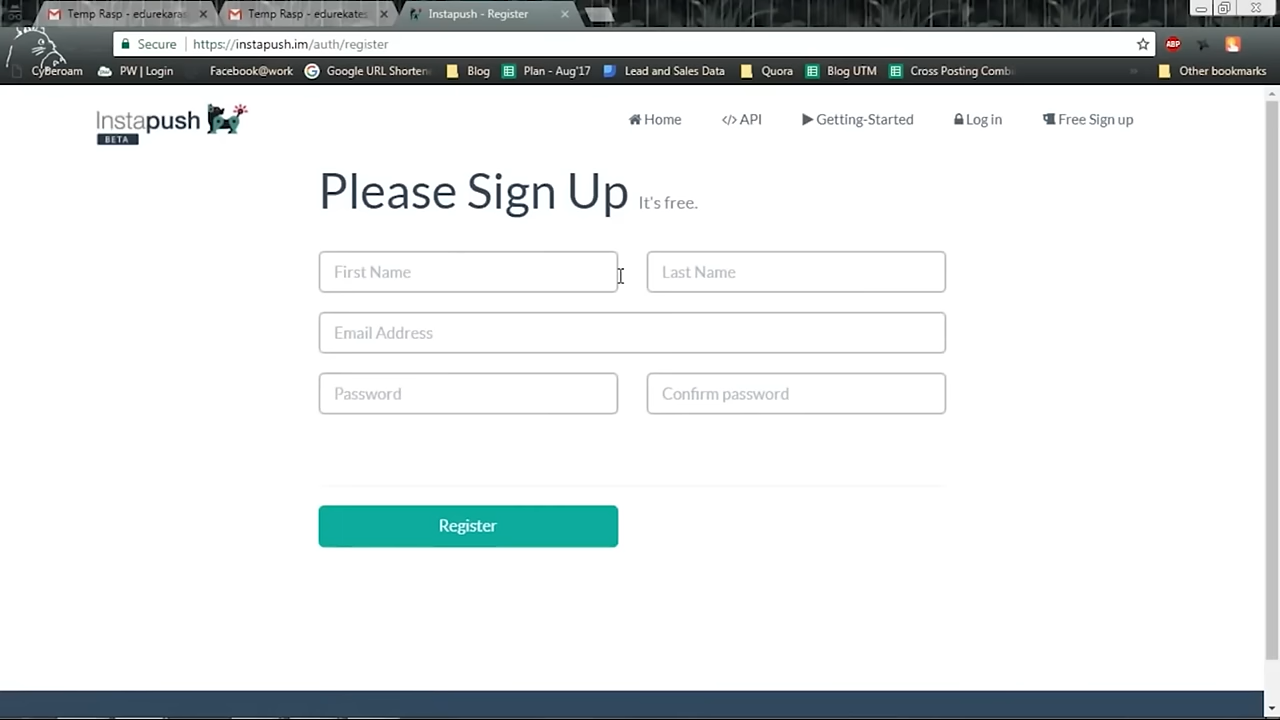 Temp Rasp - edurekara
Temp Rasp - edurekates
Instapush - Register
Secure
https://instapush.im/auth/register
ABP
CyBeroam
PW | Login
Facebook@work
Google URL Shortene
Blog
Plan - Aug'17
Lead and Sales Data
Quora
Blog UTM
Cross Posting Comb
Other bookmarks
Instapush
BETA
Home
</> API
Getting-Started
Log in
Free Sign up
Please Sign Up It's free.
First Name
Last Name
Email Address
Password
Confirm password
Register